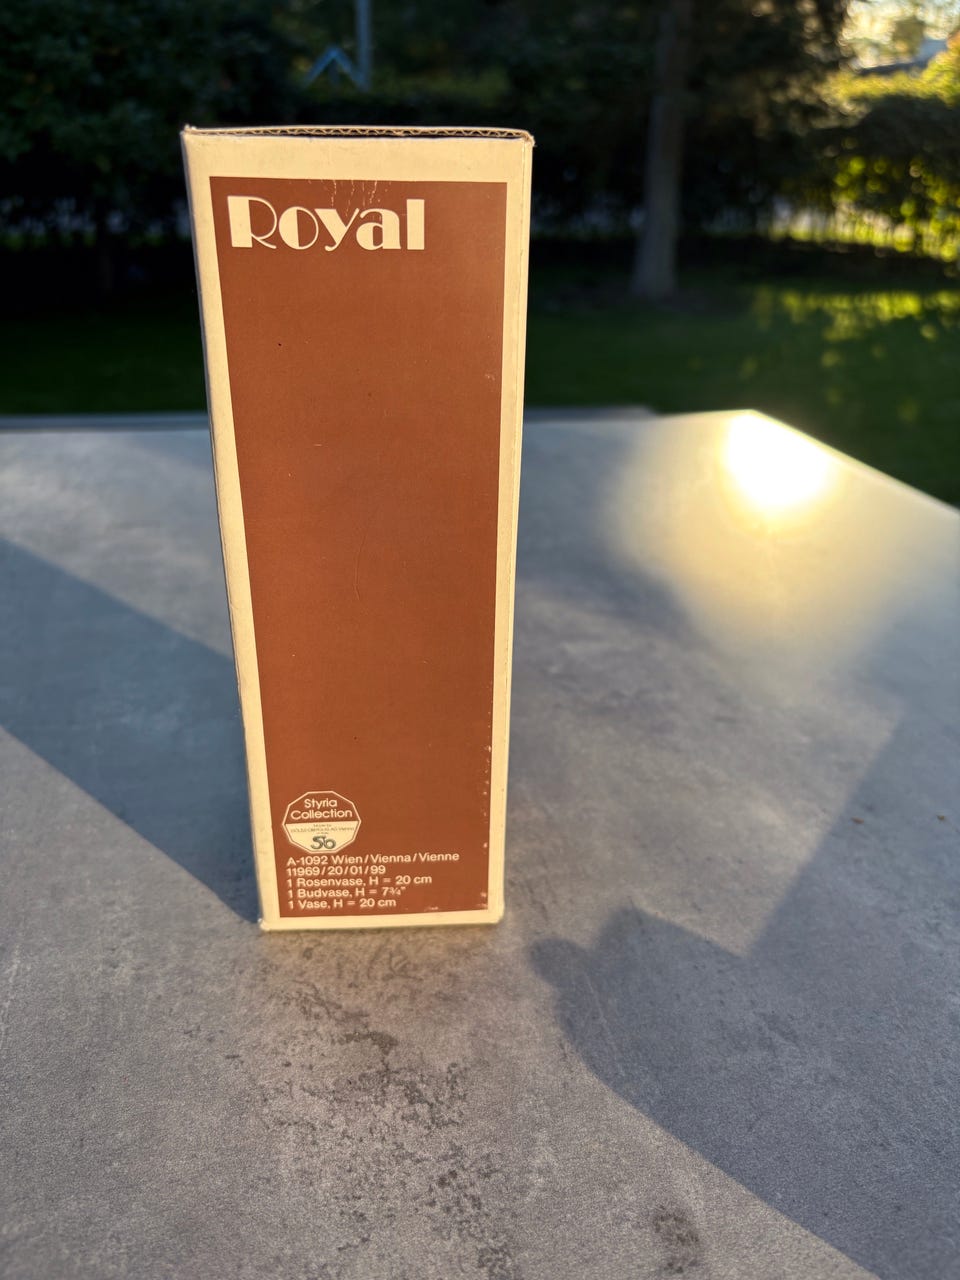 Royal
Styria
Collection
A-1092 Wien/Vienna/Vienne
11969/20/01/99
1 Rosenvase, H = 20 cm
1 Budvase, H = 7¾"
1 Vase, H = 20 cm